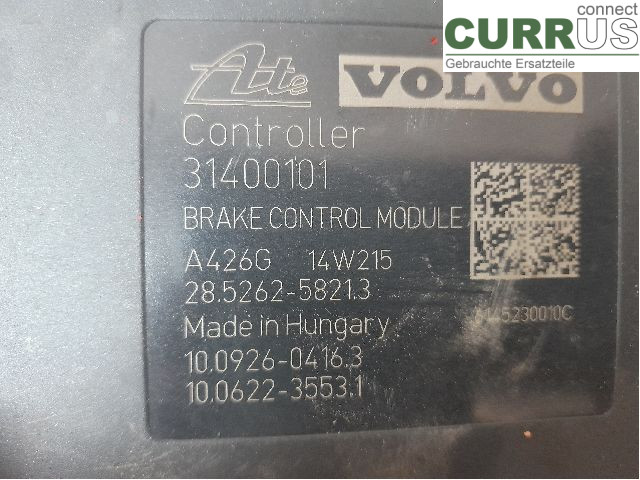 connect
CURRUS
Gebrauchte Ersatzteile
Ate VOLVO
Controller
31400101
BRAKE CONTROL MODULE
A426G 14W215
28.5262-5821.3
Made in Hungary
10.0926-0416.3
10.0622-3553.1